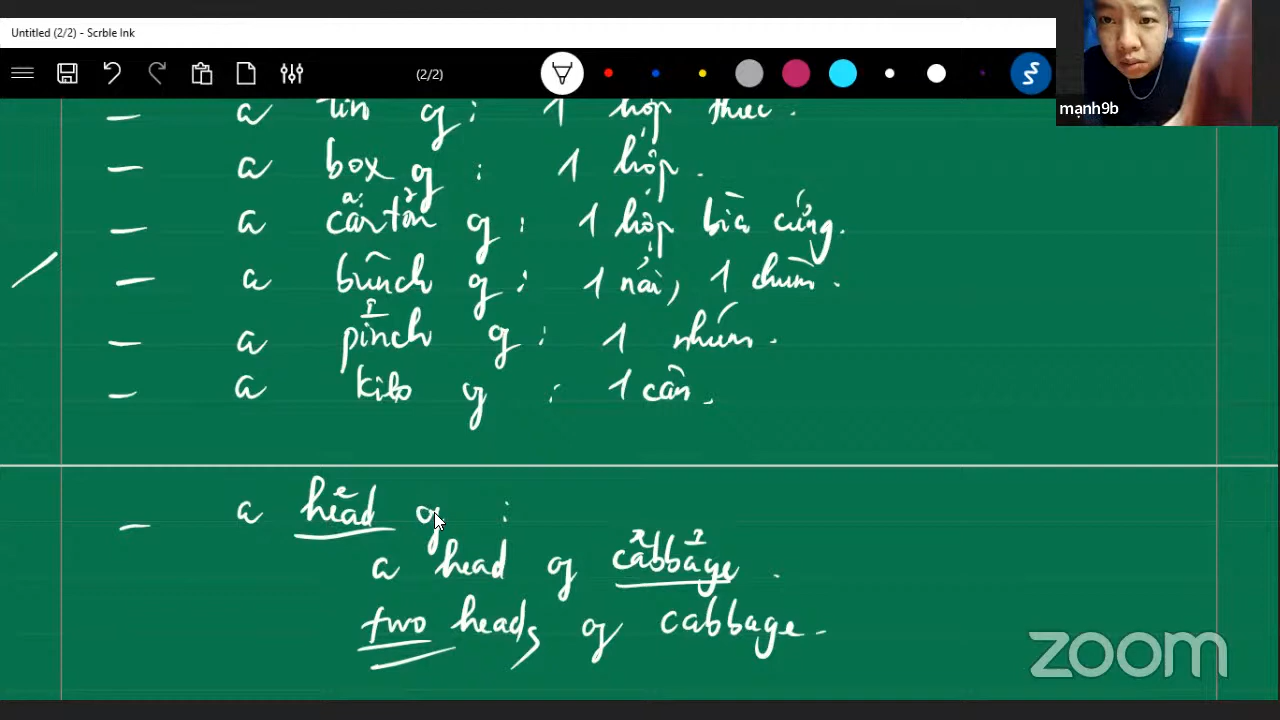 Untitled (2/2) - Scrble Ink
(2/2)
mạnh9b
- a tin of : 1 hộp thiếc.
- a box of : 1 hộp.
- a carton of : 1 hộp bìa cứng.
- a bunch of : 1 nải, 1 chùm.
- a pinch of : 1 nhúm.
- a kilo of : 1 cân.
- a head of :
a head of cabbage.
two heads of cabbage.
zoom